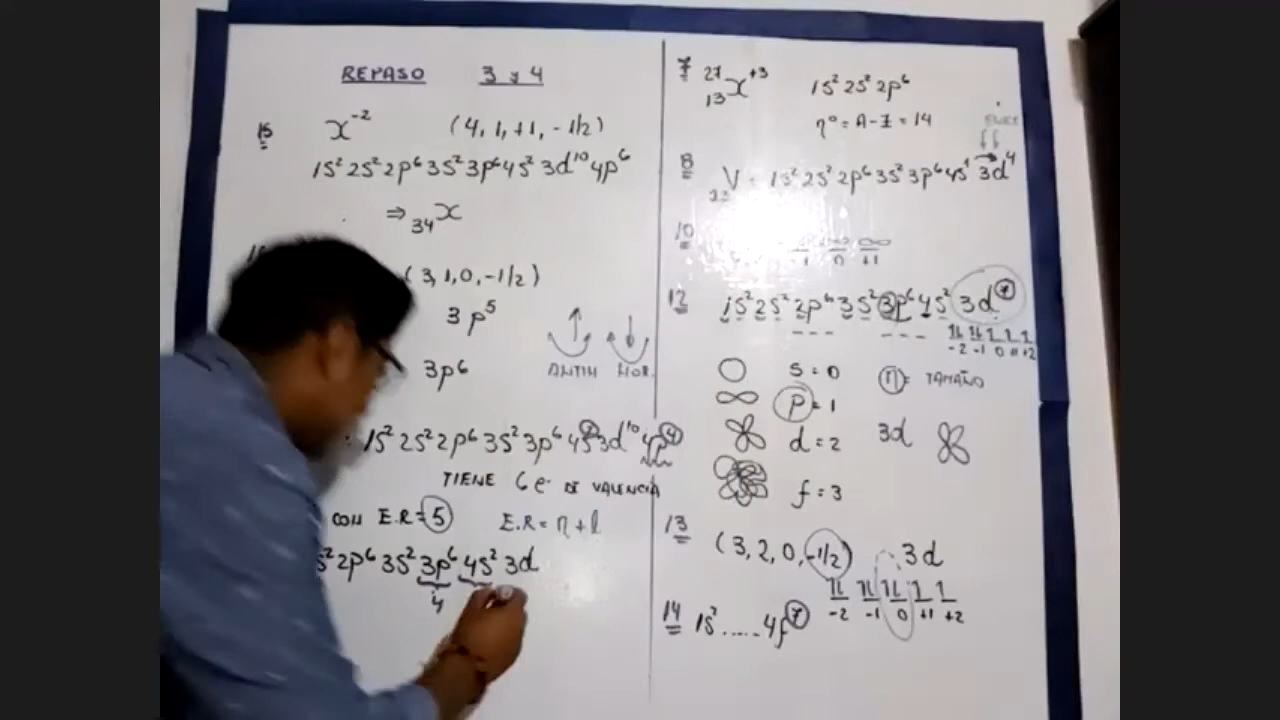 REPASO 3 y 4
15 X⁻² (4, 1, +1, -1/2)
1s² 2s² 2p⁶ 3s² 3p⁶ 4s² 3d¹⁰ 4p⁶
⇒ ₃₄X
(3, 1, 0, -1/2)
3p⁵
3p⁶
ANTIH HOR.
1s² 2s² 2p⁶ 3s² 3p⁶ 4s² 3d¹⁰ 4p⁴
TIENE 6 e⁻ DE VALENCIA
CON E.R = 5 E.R = n + l
s² 2p⁶ 3s² 3p⁶ 4s² 3d
4
7 ²⁷₁₃X⁺³ 1s² 2s² 2p⁶
n° = A - Z = 14
8 ₂₃V = 1s² 2s² 2p⁶ 3s² 3p⁶ 4s¹ 3d⁴
10
-1 0 +1
12 1s² 2s² 2p⁶ 3s² 3p⁶ 4s² 3d⁷
-2 -1 0 +1 +2
s = 0 n = TAMAÑO
p = 1
d = 2 3d
f = 3
13 (3, 2, 0, -1/2) 3d
-2 -1 0 +1 +2
14 1s² ..... 4f⁷